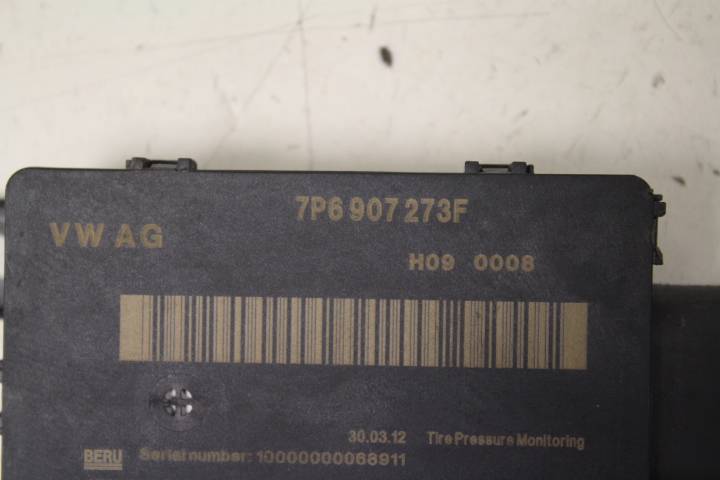 7P6 907 273F
VW AG
H09 0008
30.03.12 Tire Pressure Monitoring
BERU Serial number: 10000000068911